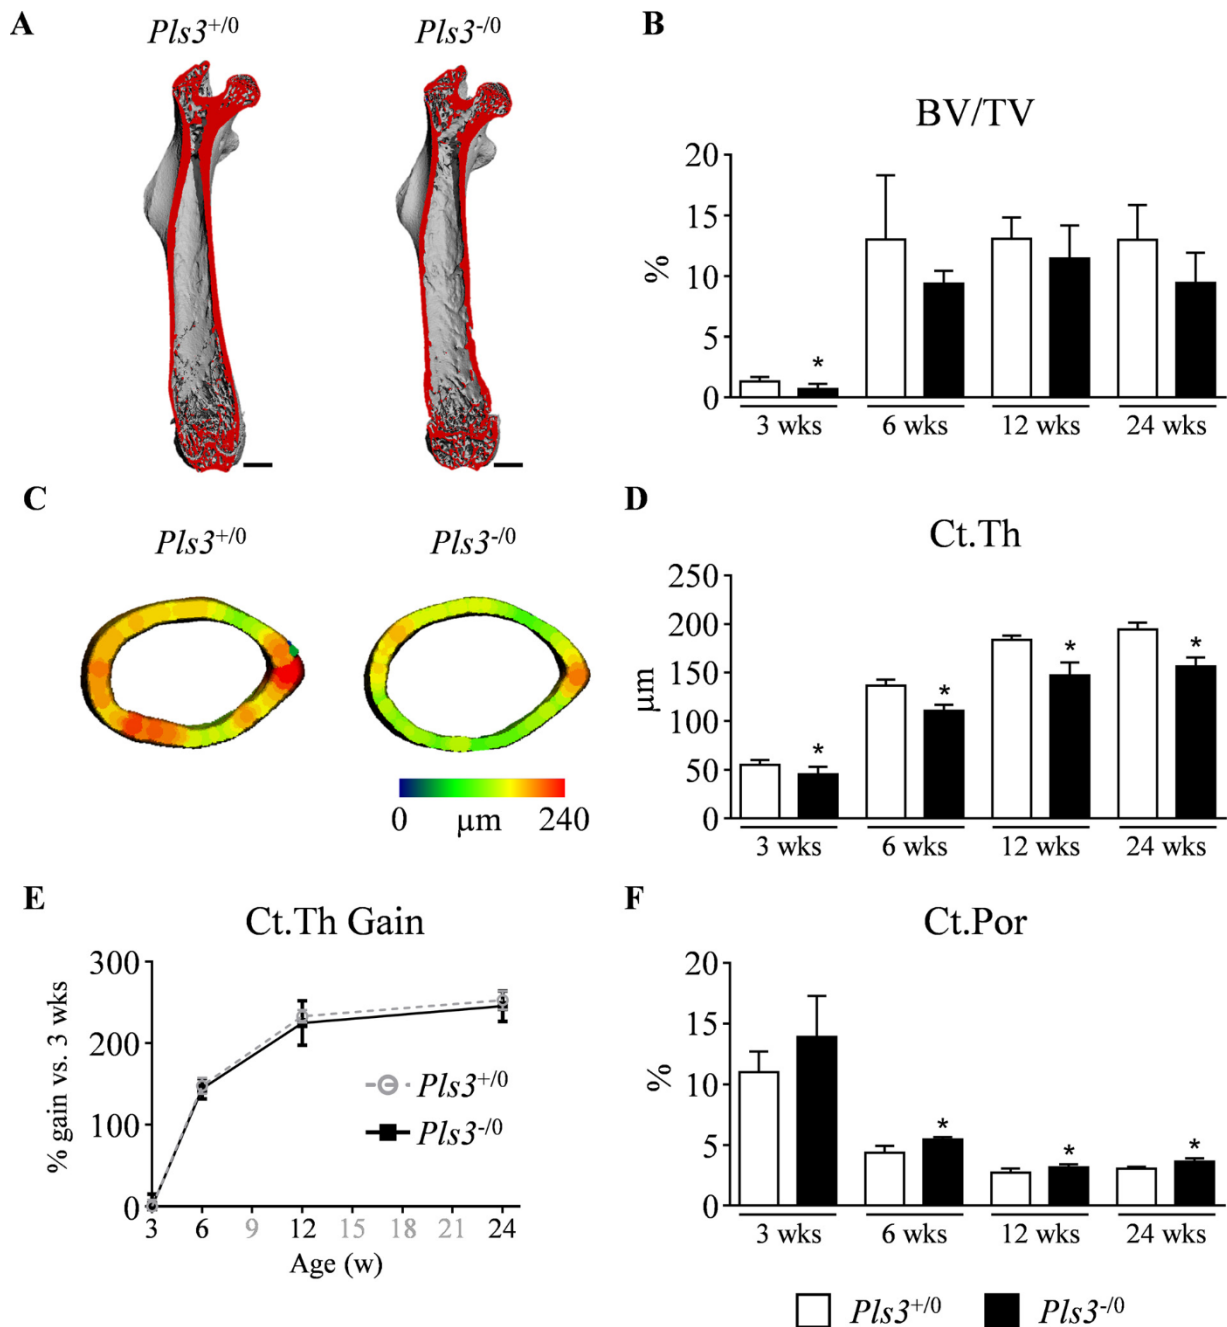 A
Pls3+/0
Pls3-/0
B
BV/TV
20
15
10
5
0
%
*
3 wks
6 wks
12 wks
24 wks
C
Pls3+/0
Pls3-/0
0
µm
240
D
Ct.Th
250
200
150
100
50
0
µm
*
*
*
*
3 wks
6 wks
12 wks
24 wks
E
Ct.Th Gain
300
200
100
0
% gain vs. 3 wks
Pls3+/0
Pls3-/0
3 6 9 12 15 18 21 24
Age (w)
F
Ct.Por
20
15
10
5
0
%
*
*
*
3 wks
6 wks
12 wks
24 wks
Pls3+/0
Pls3-/0